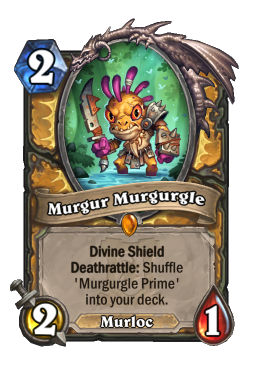 2
Murgur Murgurgle
Divine Shield
Deathrattle: Shuffle
'Murgurgle Prime'
into your deck.
2
Murloc
1